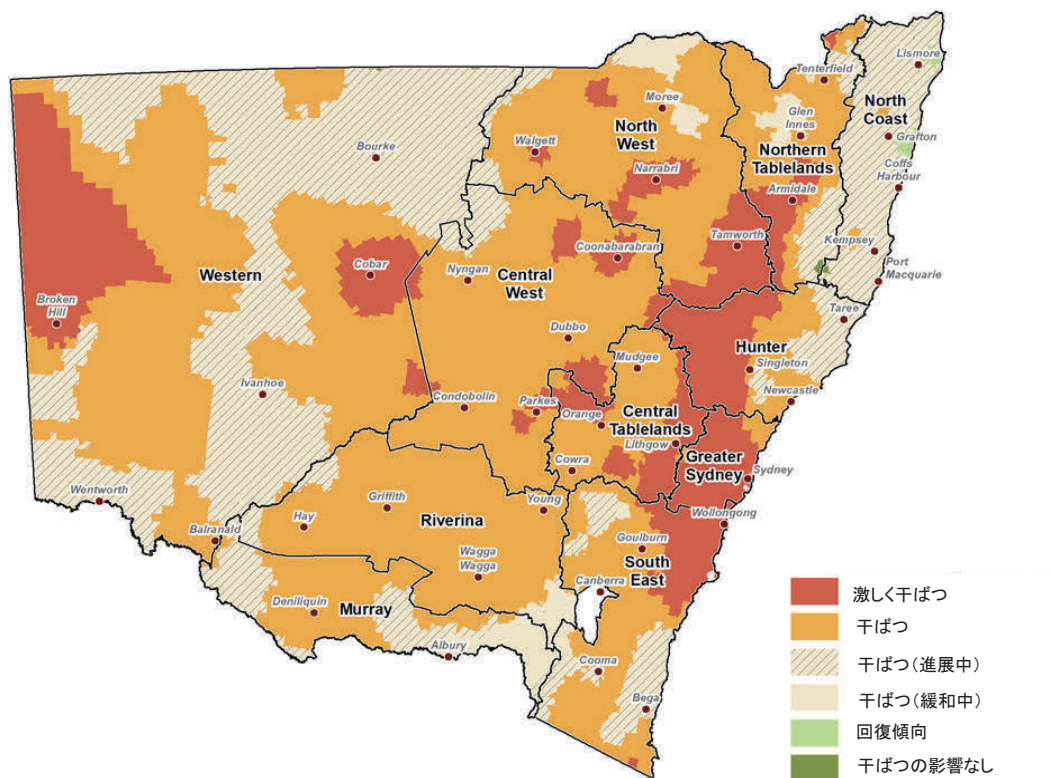 Lismore
Tenterfield
North
Coast
Moree
Glen
Innes
Grafton
North
West
Northern
Tablelands
Walgett
Bourke
Coffs
Harbour
Narrabri
Armidale
Tamworth
Kempsey
Coonabarabran
Port
Macquarie
Cobar
Nyngan
Western
Central
West
Broken
Hill
Taree
Dubbo
Hunter
Mudgee
Singleton
Ivanhoe
Newcastle
Condobolin
Parkes
Orange
Central
Tablelands
Lithgow
Greater
Sydney
Cowra
Sydney
Wentworth
Griffith
Young
Hay
Riverina
Wollongong
Balranald
Goulburn
Wagga
Wagga
South
East
Canberra
Deniliquin
Murray
Albury
Cooma
Bega
激しく干ばつ
干ばつ
干ばつ(進展中)
干ばつ(緩和中)
回復傾向
干ばつの影響なし